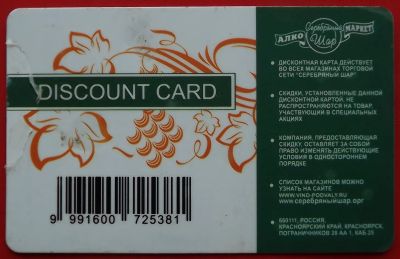 АЛКО
Серебряный
Шар
МАРКЕТ
• ДИСКОНТНАЯ КАРТА ДЕЙСТВУЕТ
ВО ВСЕХ МАГАЗИНАХ ТОРГОВОЙ
СЕТИ "СЕРЕБРЯНЫЙ ШАР"
DISCOUNT CARD
• СКИДКИ, УСТАНОВЛЕННЫЕ ДАННОЙ
ДИСКОНТНОЙ КАРТОЙ, НЕ
РАСПРОСТРАНЯЮТСЯ НА ТОВАР,
УЧАСТВУЮЩИЙ В СПЕЦИАЛЬНЫХ
АКЦИЯХ
• КОМПАНИЯ, ПРЕДОСТАВЛЯЮЩАЯ
СКИДКУ, ОСТАВЛЯЕТ ЗА СОБОЙ
ПРАВО ИЗМЕНЯТЬ ДЕЙСТВУЮЩИЕ
УСЛОВИЯ В ОДНОСТОРОННЕМ
ПОРЯДКЕ
• СПИСОК МАГАЗИНОВ МОЖНО
УЗНАТЬ НА САЙТЕ
WWW.VINO-PODVALY.RU
www.серебряныйшар.орг
• 660111, РОССИЯ,
КРАСНОЯРСКИЙ КРАЙ, КРАСНОЯРСК,
ПОГРАНИЧНИКОВ 28 АА 1, КАБ.25
9 991600 725381